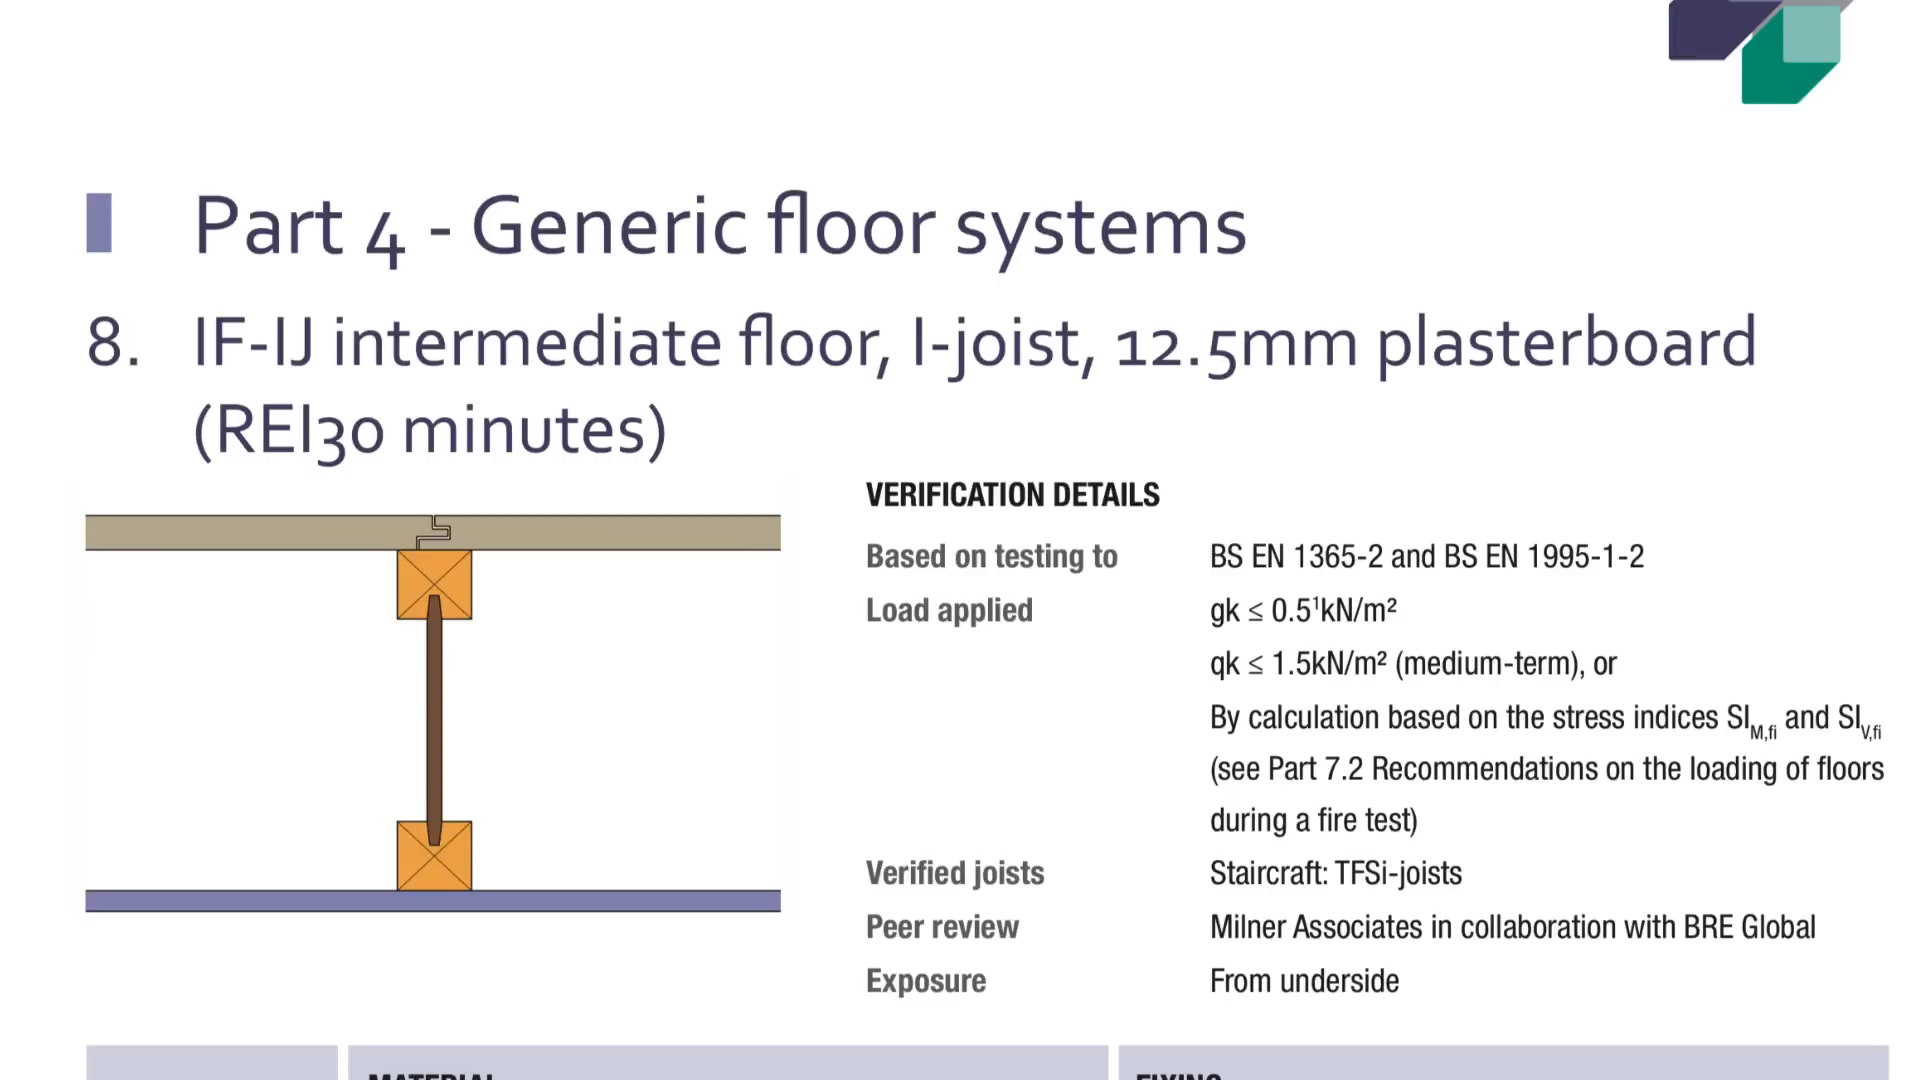 Part 4 - Generic floor systems
8. IF-IJ intermediate floor, I-joist, 12.5mm plasterboard
(REI30 minutes)
VERIFICATION DETAILS
Based on testing to BS EN 1365-2 and BS EN 1995-1-2
Load applied gk ≤ 0.5¹kN/m²
qk ≤ 1.5kN/m² (medium-term), or
By calculation based on the stress indices SI_M,fi and SI_V,fi
(see Part 7.2 Recommendations on the loading of floors
during a fire test)
Verified joists Staircraft: TFSi-joists
Peer review Milner Associates in collaboration with BRE Global
Exposure From underside
MATERIAL FIXING